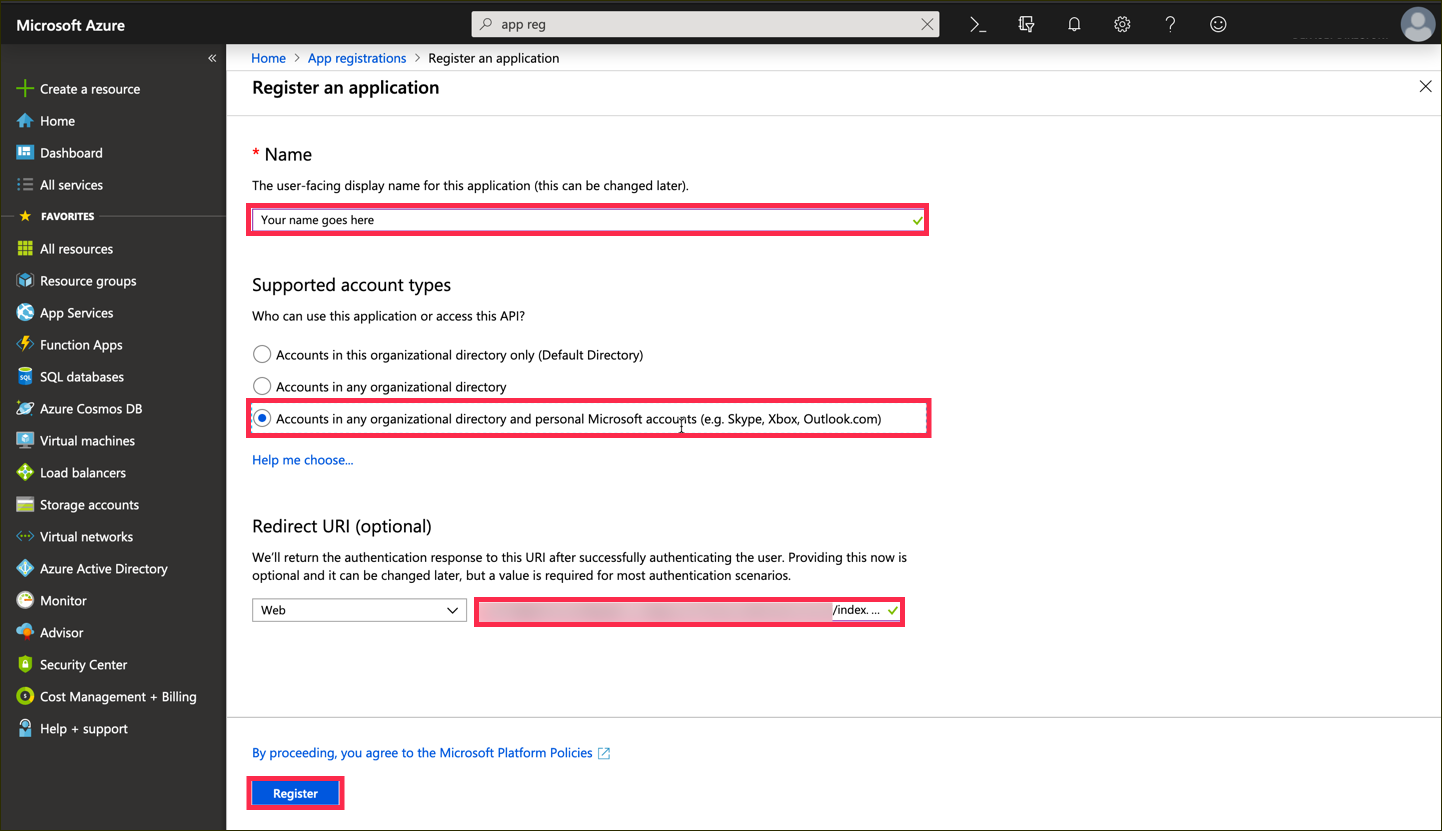 Microsoft Azure
app reg
Home > App registrations > Register an application
Register an application
Create a resource
Home
Dashboard
All services
FAVORITES
All resources
Resource groups
App Services
Function Apps
SQL databases
Azure Cosmos DB
Virtual machines
Load balancers
Storage accounts
Virtual networks
Azure Active Directory
Monitor
Advisor
Security Center
Cost Management + Billing
Help + support
* Name
The user-facing display name for this application (this can be changed later).
Your name goes here
Supported account types
Who can use this application or access this API?
Accounts in this organizational directory only (Default Directory)
Accounts in any organizational directory
Accounts in any organizational directory and personal Microsoft accounts (e.g. Skype, Xbox, Outlook.com)
Help me choose...
Redirect URI (optional)
We'll return the authentication response to this URI after successfully authenticating the user. Providing this now is
optional and it can be changed later, but a value is required for most authentication scenarios.
Web
/index. ...
By proceeding, you agree to the Microsoft Platform Policies
Register